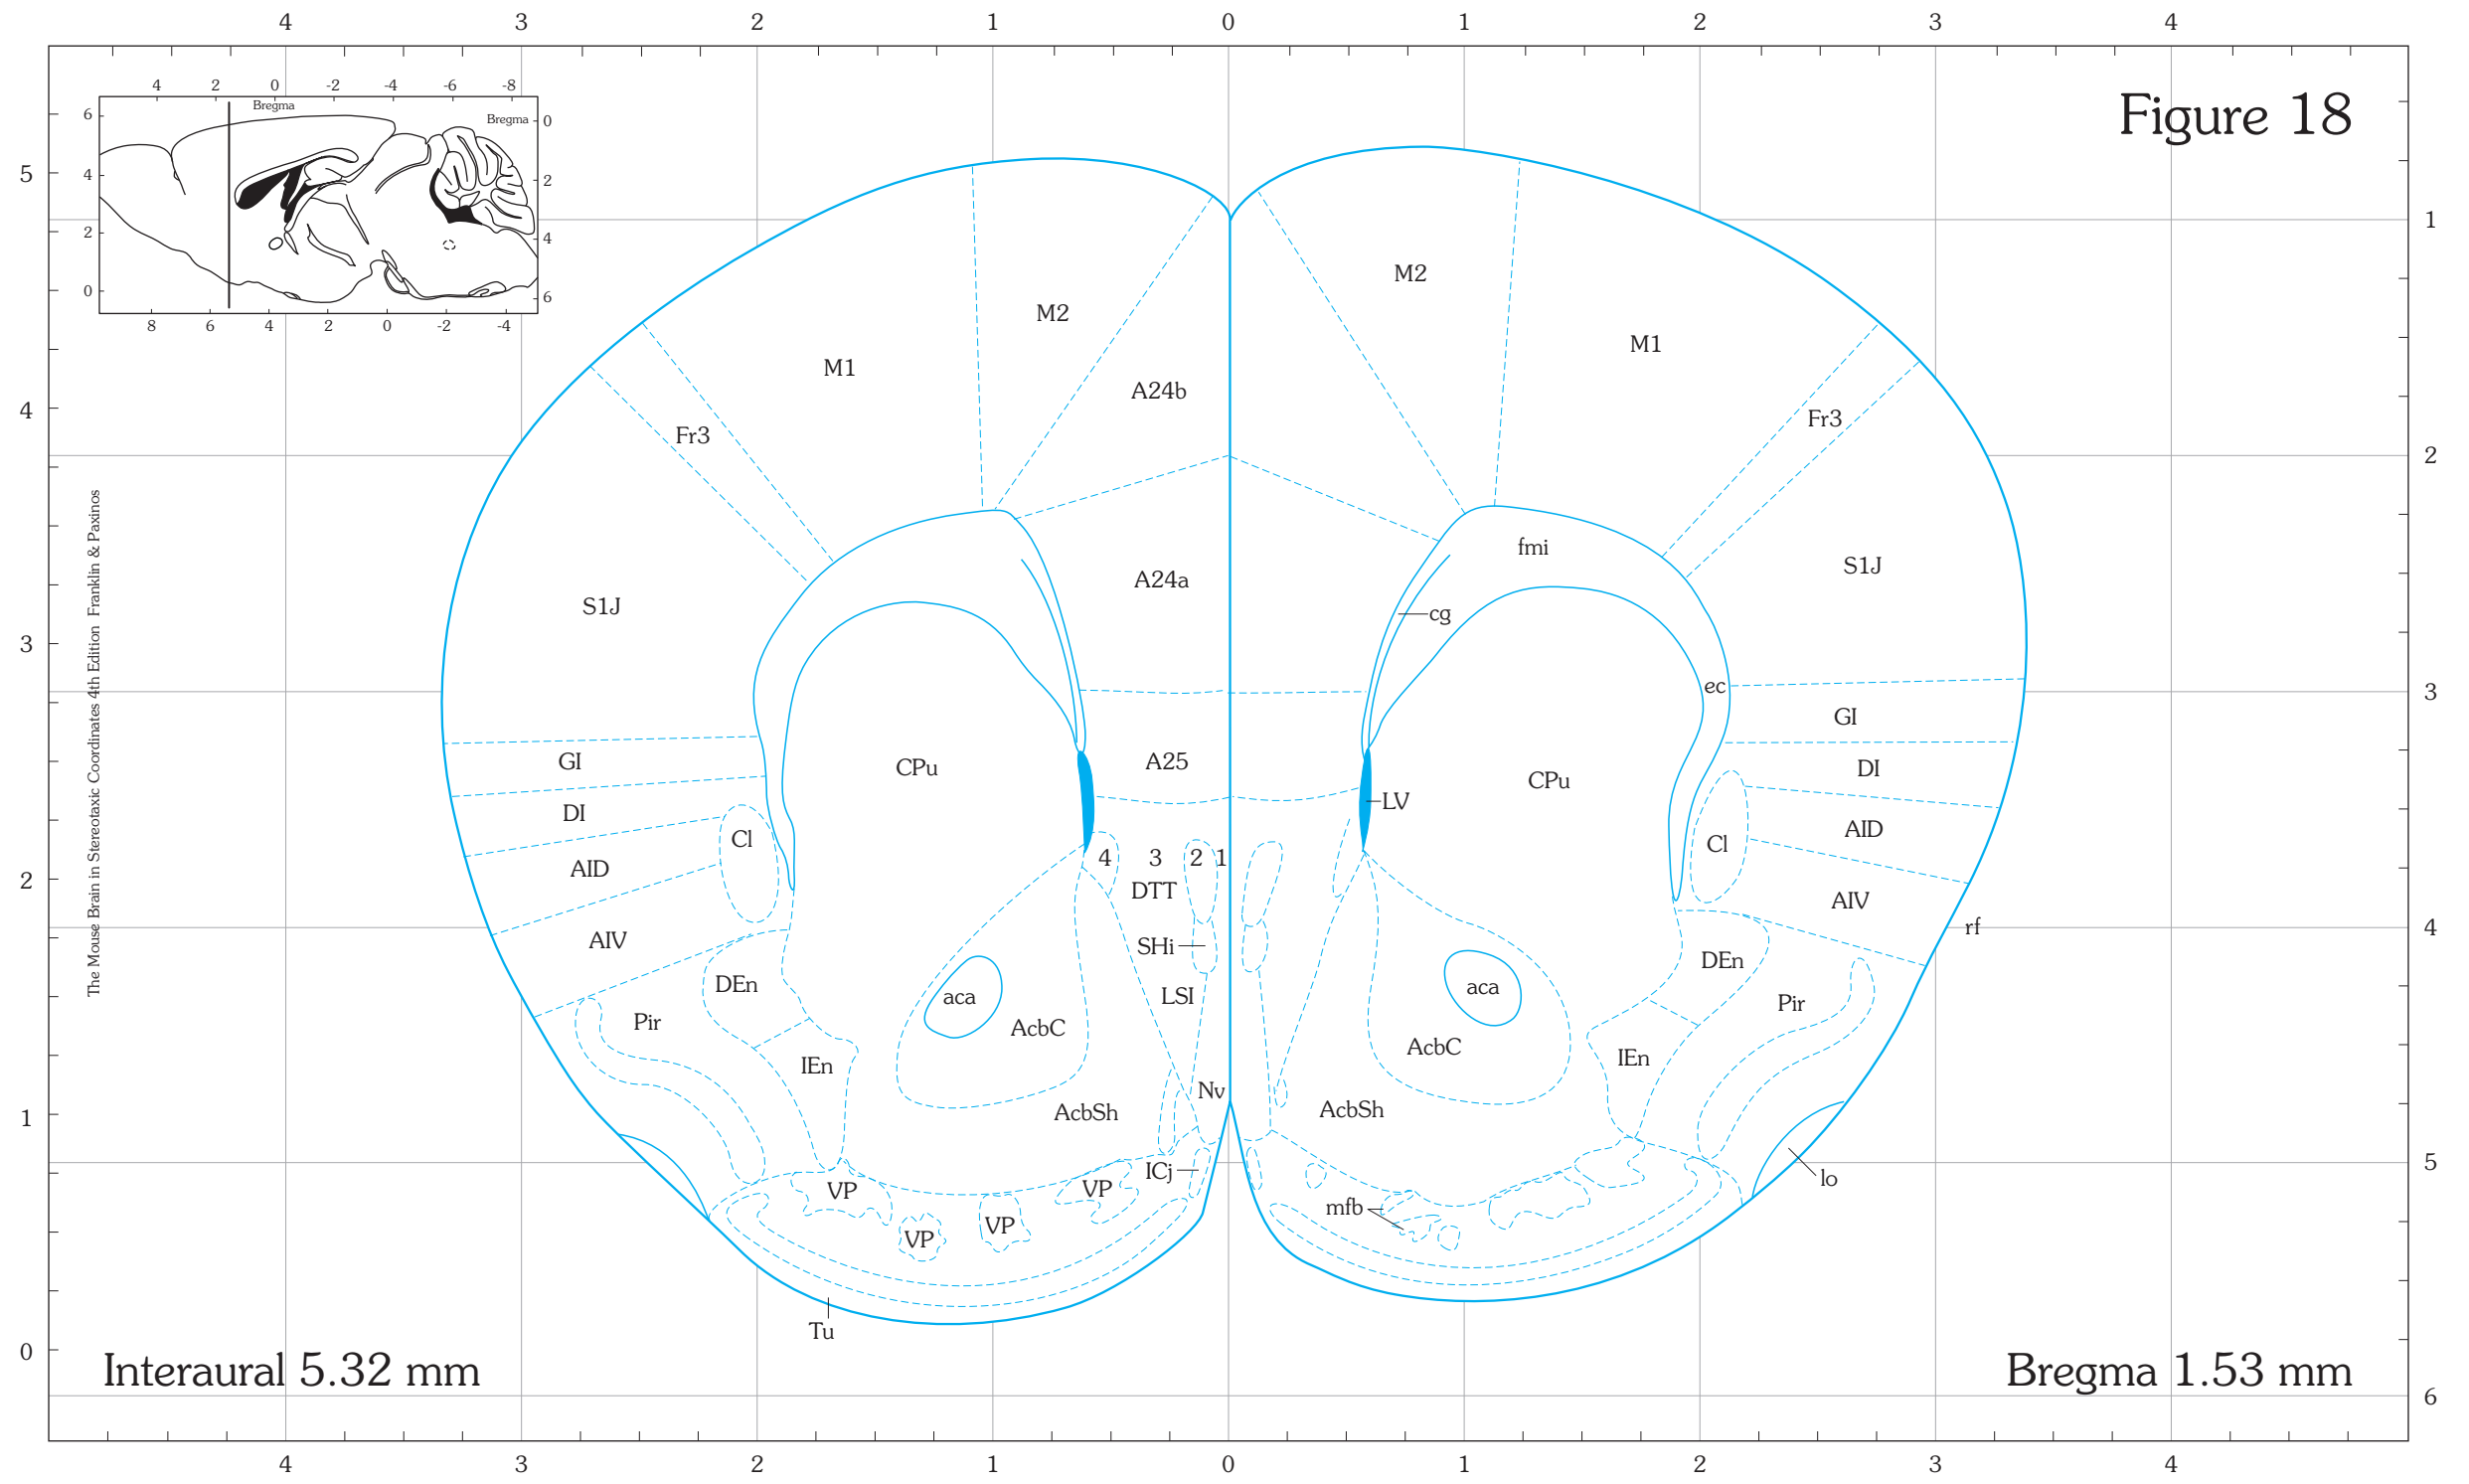 4 3 2 1 0 1 2 3 4
Figure 18
4 2 0 -2 -4 -6 -8
Bregma
Bregma
6
4
2
0
0
2
4
6
8 6 4 2 0 -2 -4
5
4
3
2
1
0
1
2
3
4
5
6
The Mouse Brain in Stereotaxic Coordinates 4th Edition Franklin & Paxinos
M2
M2
M1
M1
A24b
Fr3
Fr3
fmi
S1J
A24a
S1J
cg
ec
GI
GI
A25
CPu
DI
CPu
LV
DI
AID
Cl
Cl
4 3 2 1
AID
DTT
AIV
AIV
rf
SHi
DEn
DEn
aca
aca
LSI
Pir
Pir
AcbC
AcbC
IEn
IEn
Nv
AcbSh
AcbSh
ICj
lo
VP
VP
mfb
VP
VP
Tu
Interaural 5.32 mm
Bregma 1.53 mm
4 3 2 1 0 1 2 3 4